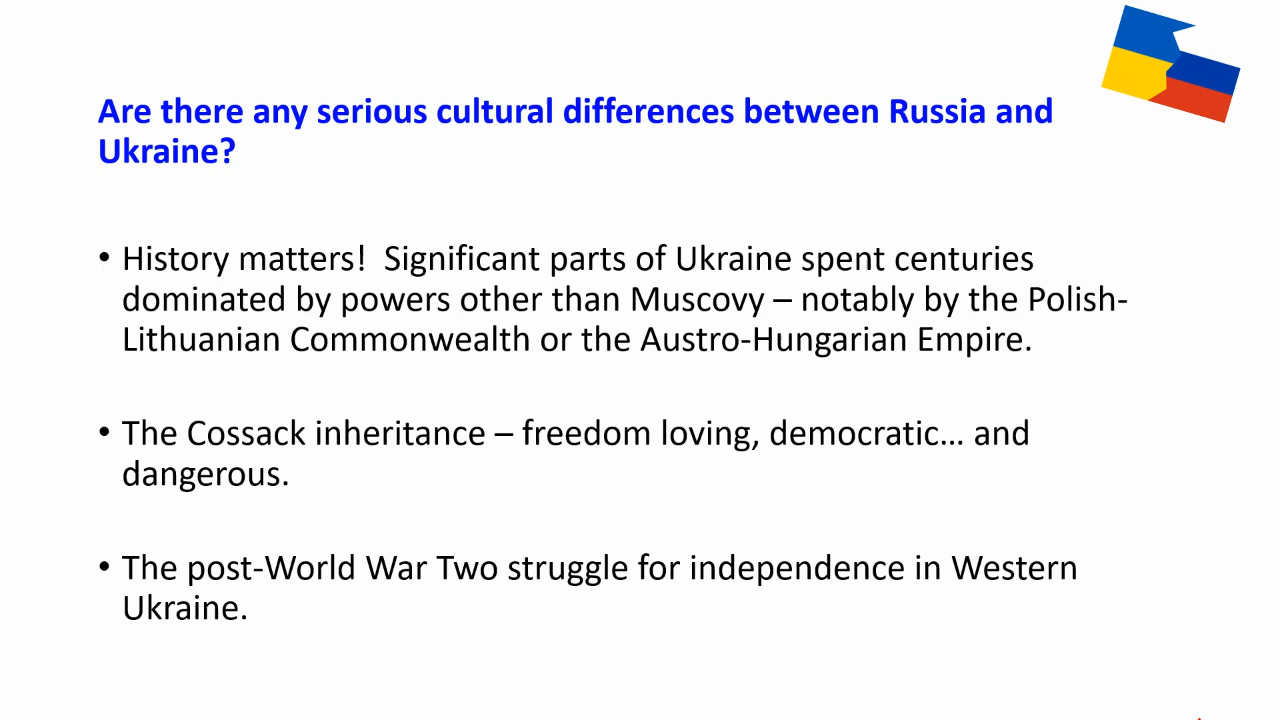 Are there any serious cultural differences between Russia and
Ukraine?
• History matters!  Significant parts of Ukraine spent centuries
dominated by powers other than Muscovy – notably by the Polish-
Lithuanian Commonwealth or the Austro-Hungarian Empire.
• The Cossack inheritance – freedom loving, democratic… and
dangerous.
• The post-World War Two struggle for independence in Western
Ukraine.